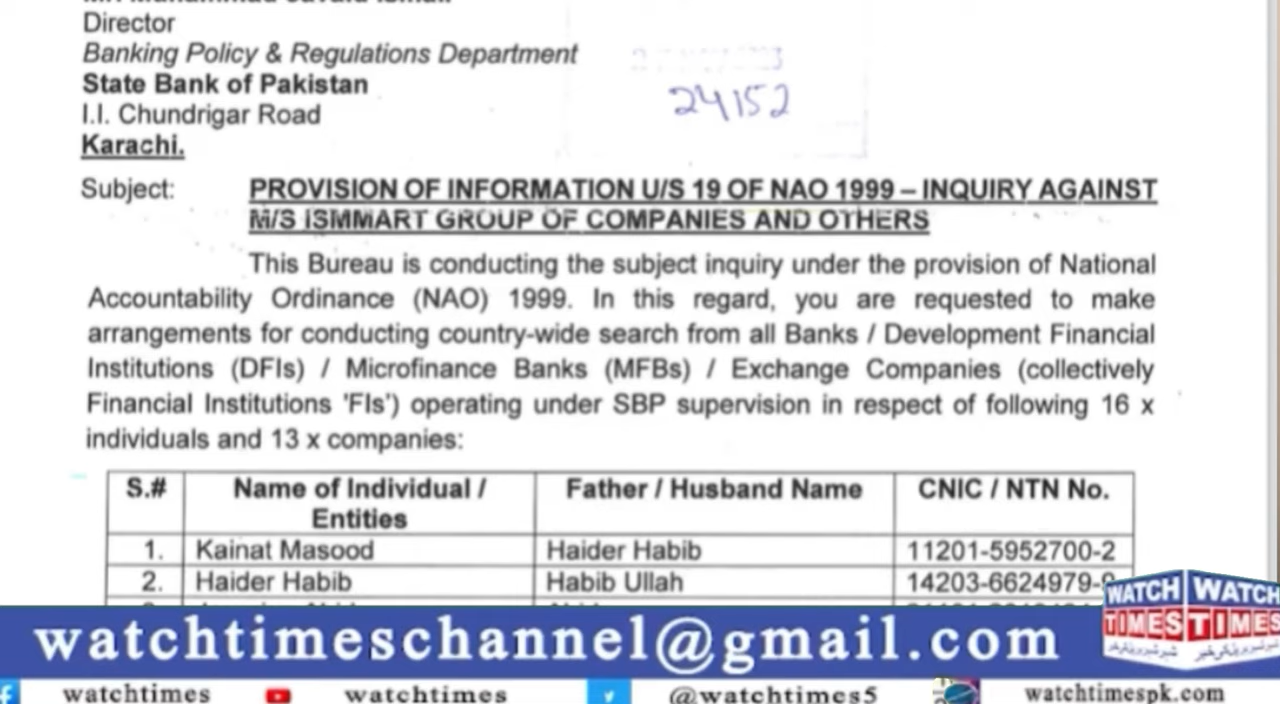 Director
Banking Policy & Regulations Department
State Bank of Pakistan
I.I. Chundrigar Road
Karachi.
24152
Subject: PROVISION OF INFORMATION U/S 19 OF NAO 1999 – INQUIRY AGAINST
M/S ISMMART GROUP OF COMPANIES AND OTHERS
This Bureau is conducting the subject inquiry under the provision of National
Accountability Ordinance (NAO) 1999. In this regard, you are requested to make
arrangements for conducting country-wide search from all Banks / Development Financial
Institutions (DFIs) / Microfinance Banks (MFBs) / Exchange Companies (collectively
Financial Institutions 'FIs') operating under SBP supervision in respect of following 16 x
individuals and 13 x companies:
S.# Name of Individual / Father / Husband Name CNIC / NTN No.
Entities
1. Kainat Masood Haider Habib 11201-5952700-2
2. Haider Habib Habib Ullah 14203-6624979-
WATCH WATCH
TIMES TIMES
watchtimeschannel@gmail.com
watchtimes watchtimes @watchtimes5 watchtimespk.com